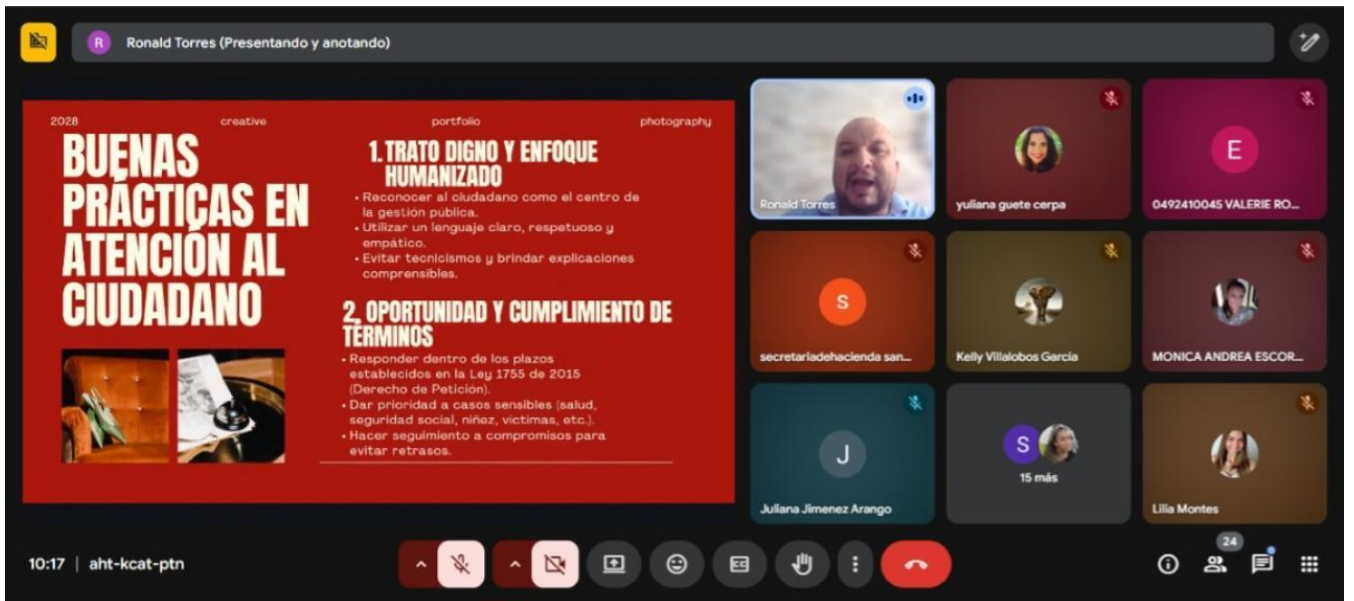 R Ronald Torres (Presentando y anotando)
2028 creative portfolio photography
BUENAS
PRÁCTICAS EN
ATENCIÓN AL
CIUDADANO
1. TRATO DIGNO Y ENFOQUE
HUMANIZADO
• Reconocer al ciudadano como el centro de
la gestión pública.
• Utilizar un lenguaje claro, respetuoso y
empático.
• Evitar tecnicismos y brindar explicaciones
comprensibles.
2. OPORTUNIDAD Y CUMPLIMIENTO DE
TÉRMINOS
• Responder dentro de los plazos
establecidos en la Ley 1755 de 2015
(Derecho de Petición).
• Dar prioridad a casos sensibles (salud,
seguridad social, niñez, víctimas, etc.).
• Hacer seguimiento a compromisos para
evitar retrasos.
Ronald Torres
yuliana guete cerpa
E
0492410045 VALERIE RO...
S
secretariadehacienda san...
Kelly Villalobos Garcia
MONICA ANDREA ESCOR...
J
Juliana Jimenez Arango
S
15 más
Lilia Montes
10:17 | aht-kcat-ptn
CC
24